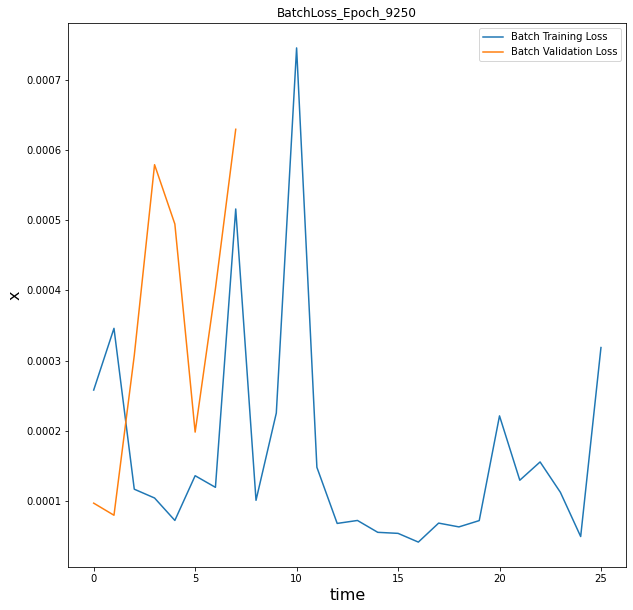 BatchLoss_Epoch_9250
Batch Training Loss
Batch Validation Loss
0.0007
0.0006
0.0005
0.0004
0.0003
0.0002
0.0001
x
0 5 10 15 20 25
time